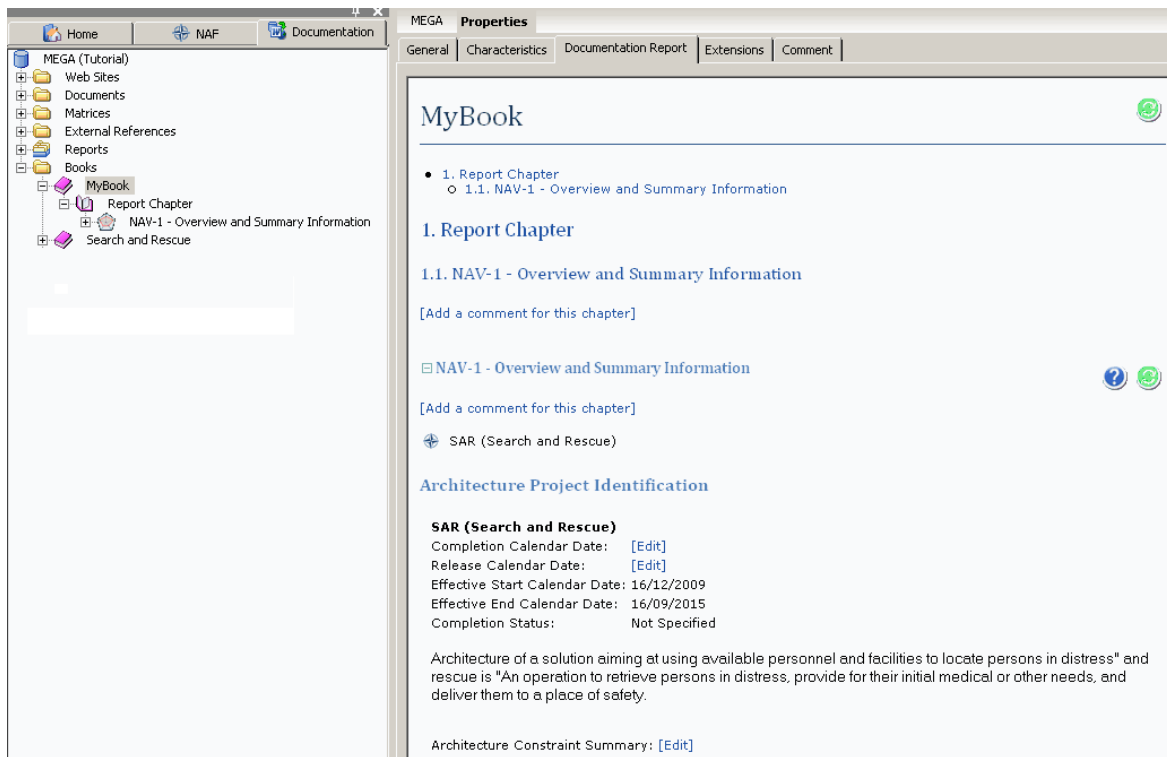 Home NAF Documentation
MEGA (Tutorial)
Web Sites
Documents
Matrices
External References
Reports
Books
MyBook
Report Chapter
NAV-1 - Overview and Summary Information
Search and Rescue
MEGA Properties
General Characteristics Documentation Report Extensions Comment
MyBook
1. Report Chapter
1.1. NAV-1 - Overview and Summary Information
1. Report Chapter
1.1. NAV-1 - Overview and Summary Information
[Add a comment for this chapter]
NAV-1 - Overview and Summary Information
[Add a comment for this chapter]
SAR (Search and Rescue)
Architecture Project Identification
SAR (Search and Rescue)
Completion Calendar Date: [Edit]
Release Calendar Date: [Edit]
Effective Start Calendar Date: 16/12/2009
Effective End Calendar Date: 16/09/2015
Completion Status: Not Specified
Architecture of a solution aiming at using available personnel and facilities to locate persons in distress" and
rescue is "An operation to retrieve persons in distress, provide for their initial medical or other needs, and
deliver them to a place of safety.
Architecture Constraint Summary: [Edit]